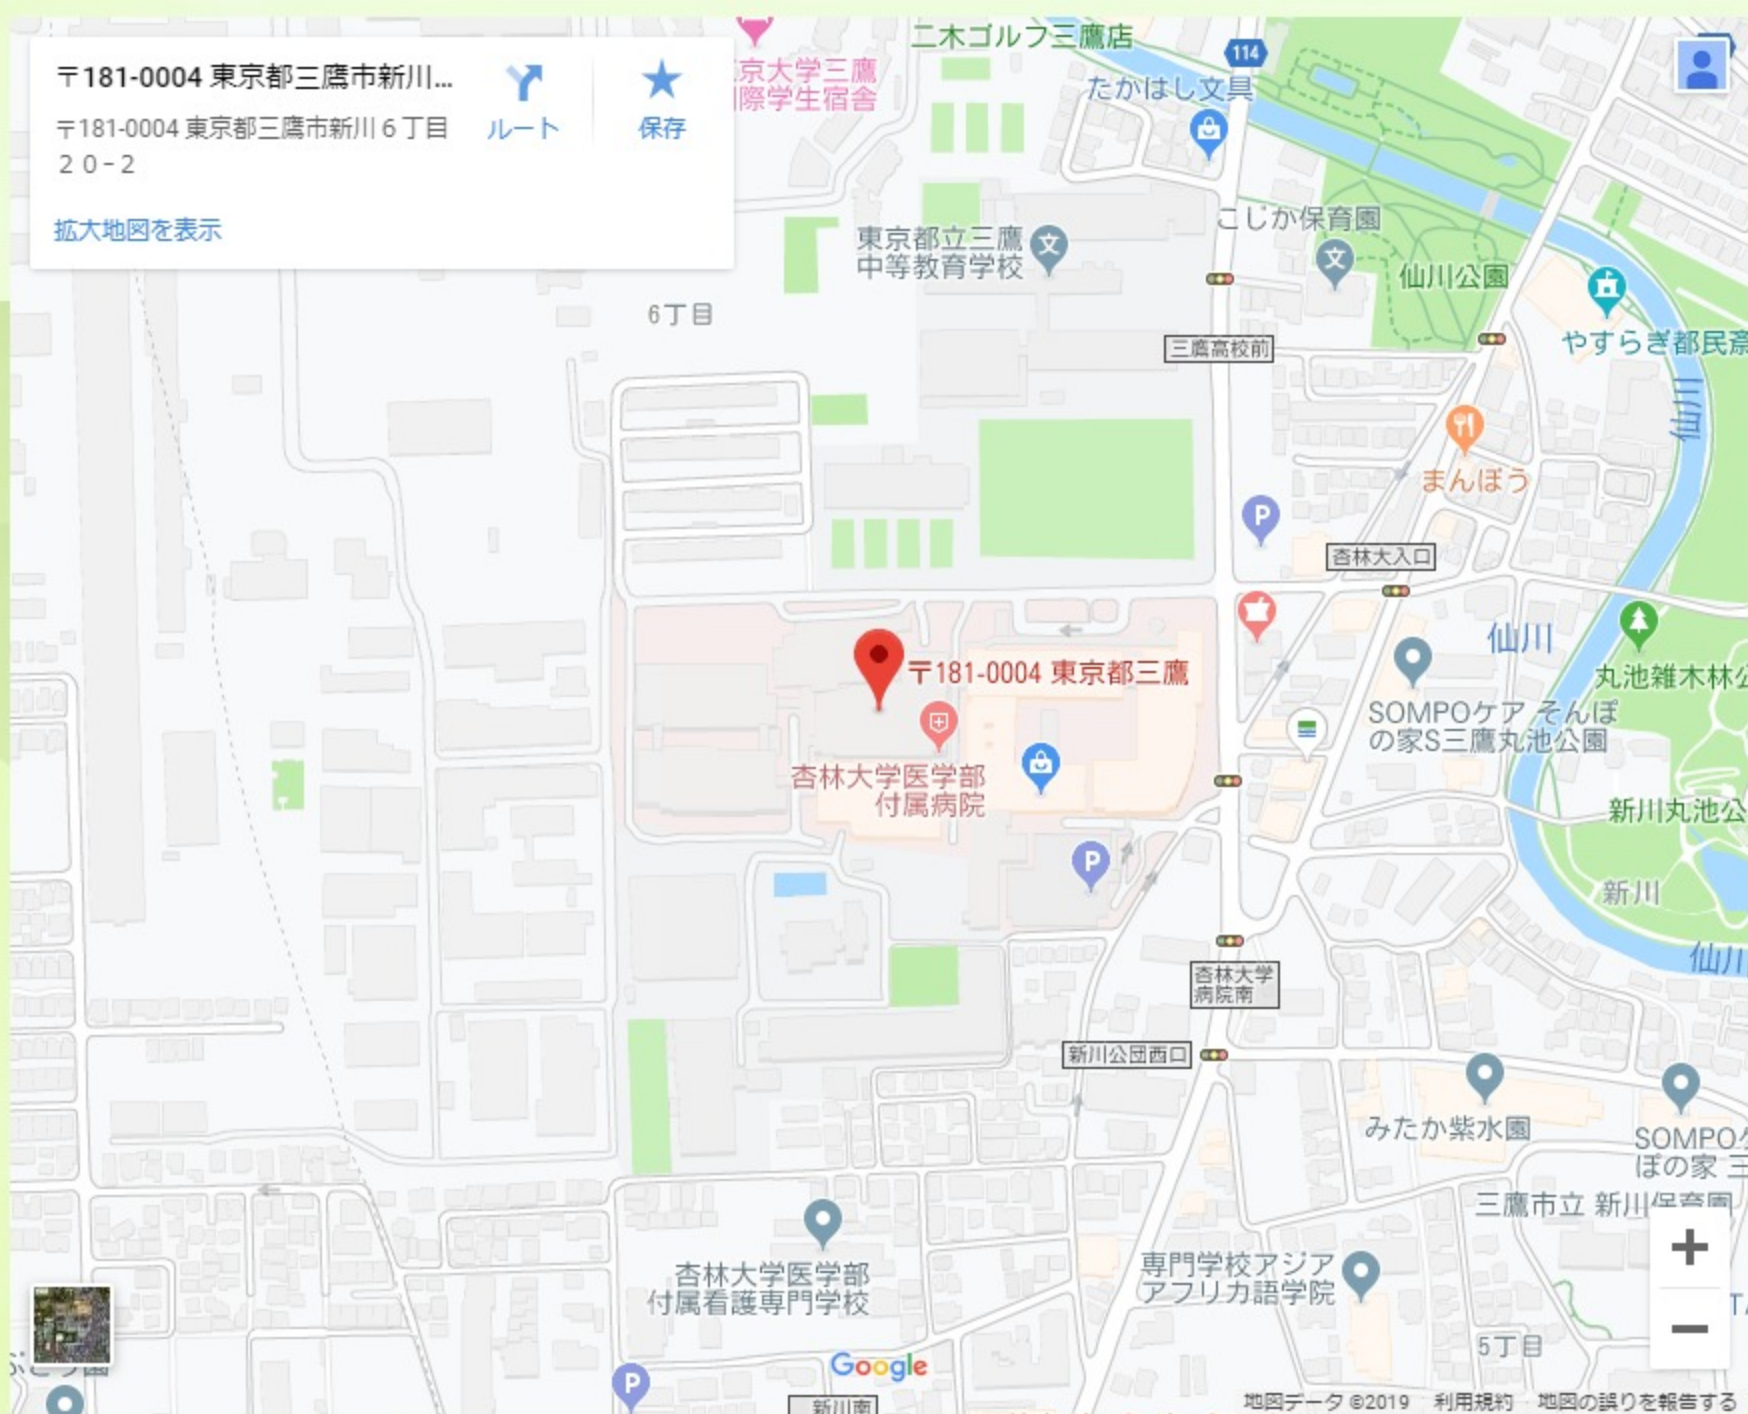 〒181-0004 東京都三鷹市新川...
〒181-0004 東京都三鷹市新川６丁目
２０−２
ルート
保存
拡大地図を表示
京大学三鷹
際学生宿舎
二木ゴルフ三鷹店
114
たかはし文具
東京都立三鷹
中等教育学校
こじか保育園
仙川公園
やすらぎ都民斎
6丁目
三鷹高校前
仙川
まんぼう
P
杏林大入口
仙川
丸池雑木林公
〒181-0004 東京都三鷹
SOMPOケア そんぽ
の家S三鷹丸池公園
杏林大学医学部
付属病院
新川丸池公
P
新川
仙川
杏林大学
病院南
新川公団西口
みたか紫水園
SOMPOケ
ぽの家 三
三鷹市立 新川保育園
杏林大学医学部
付属看護専門学校
専門学校アジア
アフリカ語学院
5丁目
Google
P
新川南
地図データ ©2019
利用規約
地図の誤りを報告する